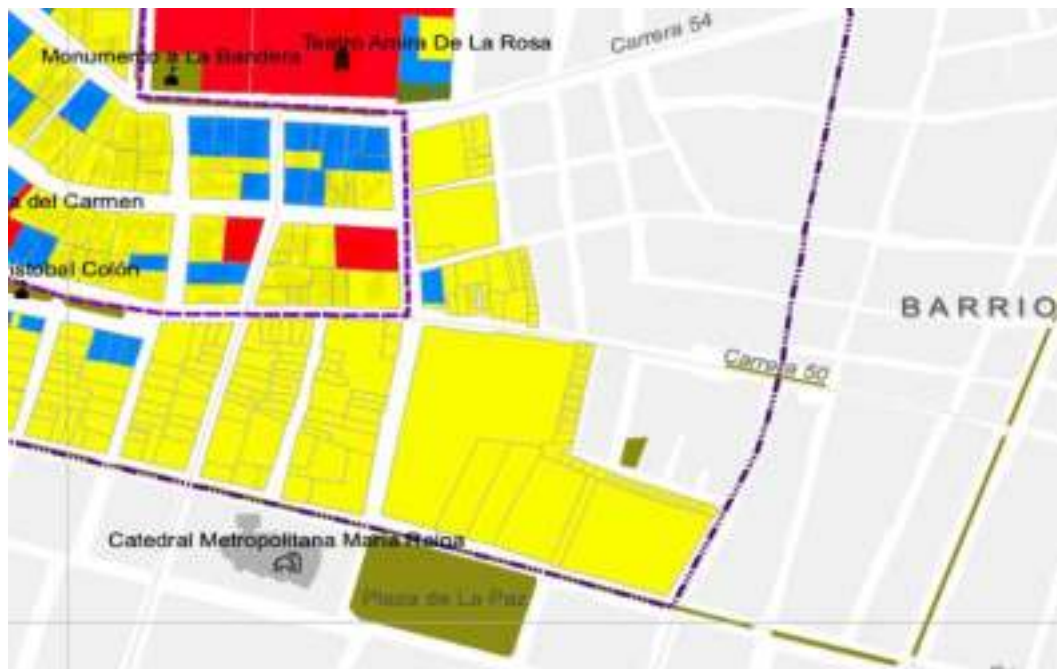 Carrera 54
Teatro Amira De La Rosa
Monumento a La Bandera
a del Carmen
istobal Colón
BARRIO
Carrera 50
Catedral Metropolitana María Reina
Plaza de La Paz